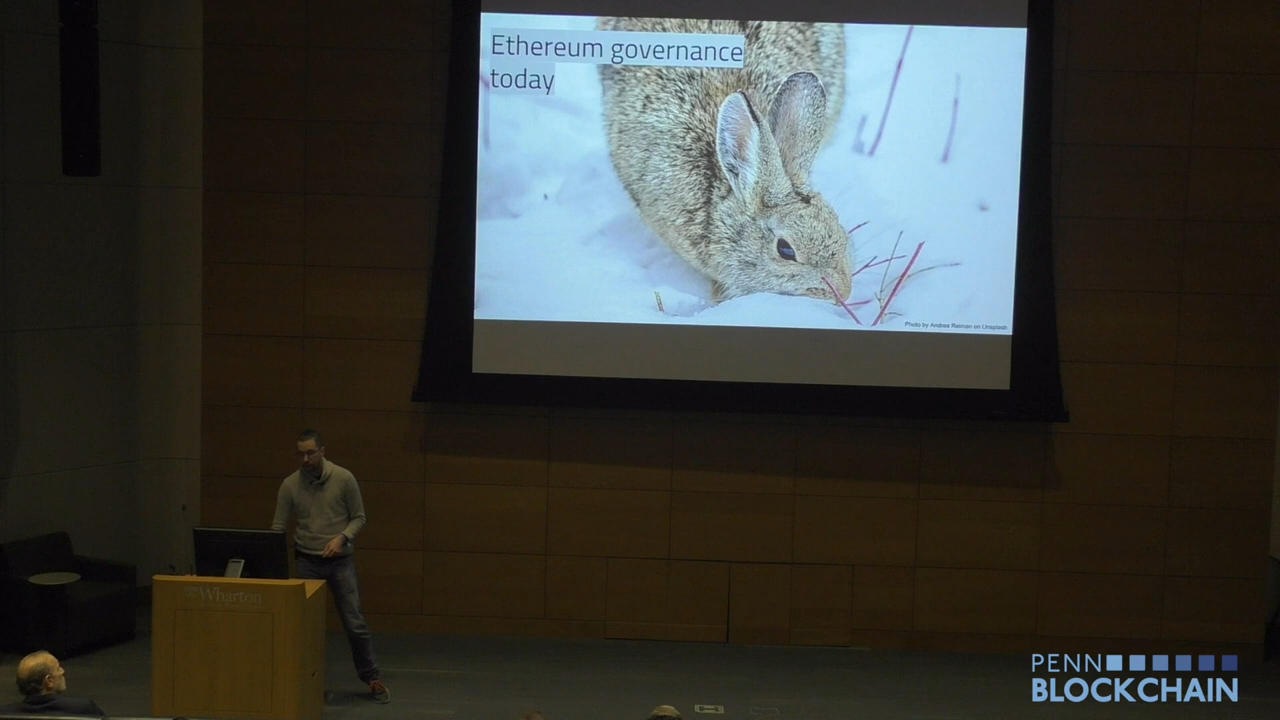 Ethereum governance
today
Photo by Andrea Reiman on Unsplash
Wharton
PENN
BLOCKCHAIN